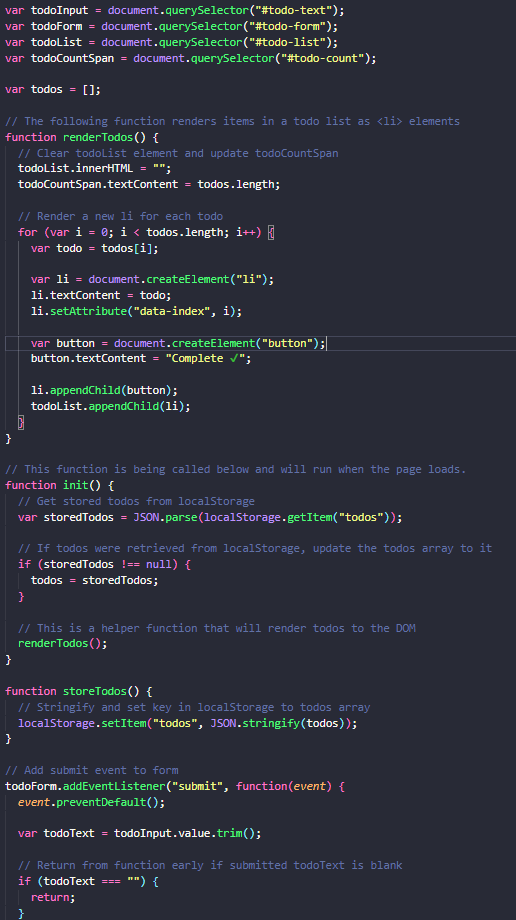 var todoInput = document.querySelector("#todo-text");
var todoForm = document.querySelector("#todo-form");
var todoList = document.querySelector("#todo-list");
var todoCountSpan = document.querySelector("#todo-count");

var todos = [];

// The following function renders items in a todo list as <li> elements
function renderTodos() {
  // Clear todoList element and update todoCountSpan
  todoList.innerHTML = "";
  todoCountSpan.textContent = todos.length;

  // Render a new li for each todo
  for (var i = 0; i < todos.length; i++) {
    var todo = todos[i];

    var li = document.createElement("li");
    li.textContent = todo;
    li.setAttribute("data-index", i);

    var button = document.createElement("button");
    button.textContent = "Complete ✓";

    li.appendChild(button);
    todoList.appendChild(li);
  }
}

// This function is being called below and will run when the page loads.
function init() {
  // Get stored todos from localStorage
  var storedTodos = JSON.parse(localStorage.getItem("todos"));

  // If todos were retrieved from localStorage, update the todos array to it
  if (storedTodos !== null) {
    todos = storedTodos;
  }

  // This is a helper function that will render todos to the DOM
  renderTodos();
}

function storeTodos() {
  // Stringify and set key in localStorage to todos array
  localStorage.setItem("todos", JSON.stringify(todos));
}

// Add submit event to form
todoForm.addEventListener("submit", function(event) {
  event.preventDefault();

  var todoText = todoInput.value.trim();

  // Return from function early if submitted todoText is blank
  if (todoText === "") {
    return;
  }